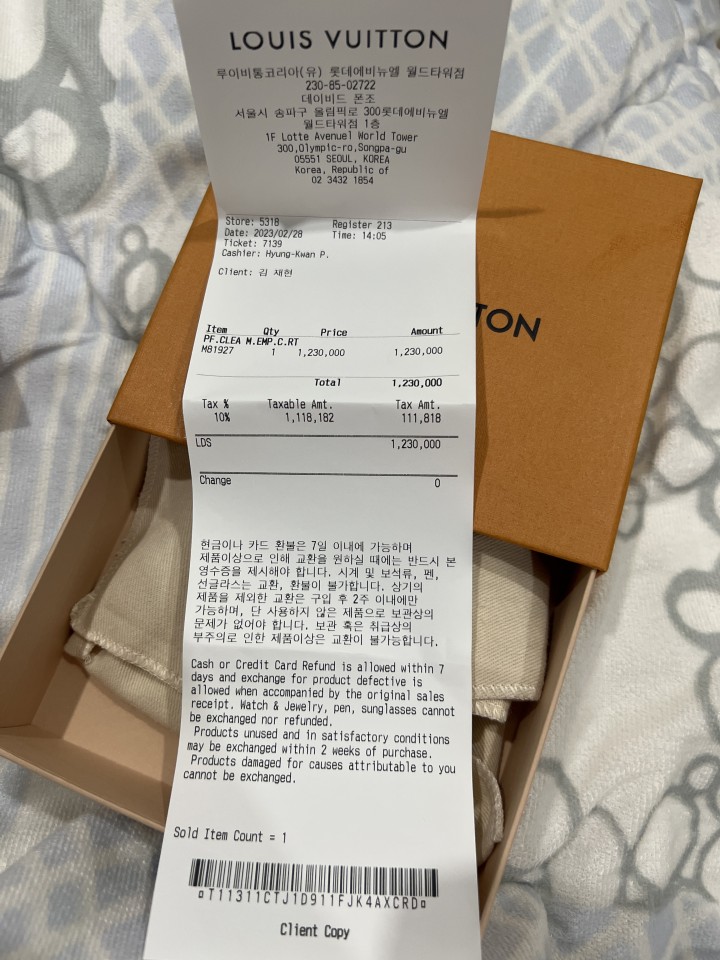 LOUIS VUITTON
루이비통코리아(유) 롯데에비뉴엘 월드타워점
230-85-02722
데이비드 폰조
서울시 송파구 올림픽로 300롯데에비뉴엘
월드타워점 1층
1F Lotte Avenuel World Tower
300,Olympic-ro,Songpa-gu
05551 SEOUL, KOREA
Korea, Republic of
02 3432 1854
Store: 5318 Register 213
Date: 2023/02/28 Time: 14:05
Ticket: 7139
Cashier: Hyung-Kwan P.
Client: 김 재현
Item Qty Price Amount
PF.CLEA M.EMP.C.RT
M81927 1 1,230,000 1,230,000
Total 1,230,000
Tax % Taxable Amt. Tax Amt.
10% 1,118,182 111,818
LDS 1,230,000
Change 0
현금이나 카드 환불은 7일 이내에 가능하며
제품이상으로 인해 교환을 원하실 때에는 반드시 본
영수증을 제시해야 합니다. 시계 및 보석류, 펜,
선글라스는 교환, 환불이 불가합니다. 상기의
제품을 제외한 교환은 구입 후 2주 이내에만
가능하며, 단 사용하지 않은 제품으로 보관상의
문제가 없어야 합니다. 보관 혹은 취급상의
부주의로 인한 제품이상은 교환이 불가능합니다.
Cash or Credit Card Refund is allowed within 7
days and exchange for product defective is
allowed when accompanied by the original sales
receipt. Watch & Jewelry, pen, sunglasses cannot
be exchanged nor refunded.
Products unused and in satisfactory conditions
may be exchanged within 2 weeks of purchase.
Products damaged for causes attributable to you
cannot be exchanged.
Sold Item Count = 1
¤T11311CTJ1D911FJK4AXCRD¤
Client Copy
TON